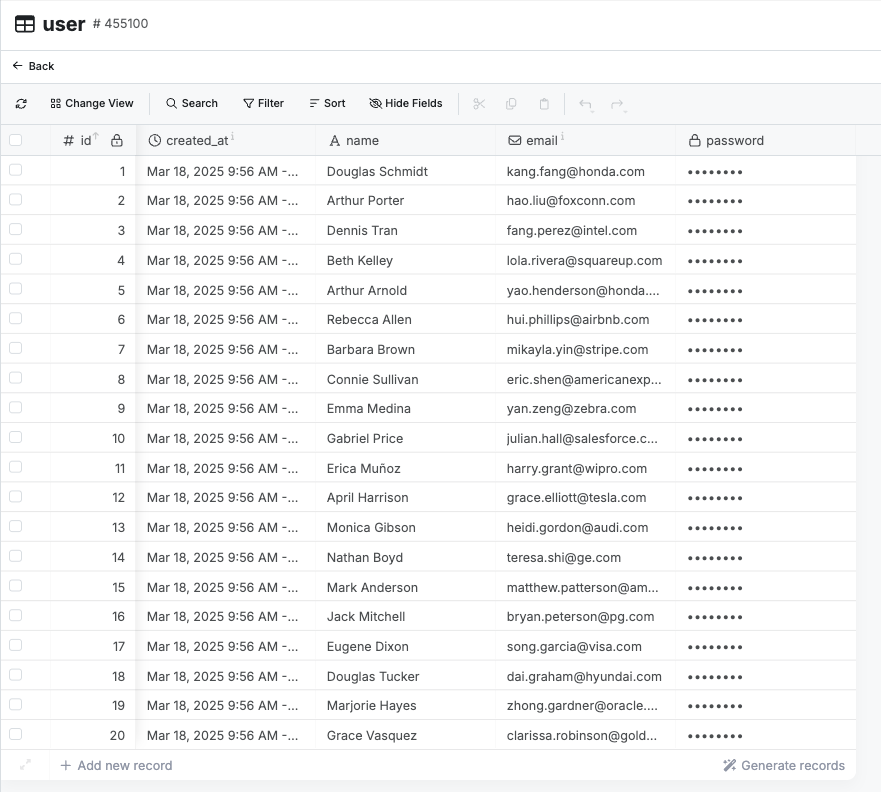 user # 455100
Back
Change View Search Filter Sort Hide Fields
# id created_at i name email i password
1 Mar 18, 2025 9:56 AM -... Douglas Schmidt kang.fang@honda.com ••••••••
2 Mar 18, 2025 9:56 AM -... Arthur Porter hao.liu@foxconn.com ••••••••
3 Mar 18, 2025 9:56 AM -... Dennis Tran fang.perez@intel.com ••••••••
4 Mar 18, 2025 9:56 AM -... Beth Kelley lola.rivera@squareup.com ••••••••
5 Mar 18, 2025 9:56 AM -... Arthur Arnold yao.henderson@honda.... ••••••••
6 Mar 18, 2025 9:56 AM -... Rebecca Allen hui.phillips@airbnb.com ••••••••
7 Mar 18, 2025 9:56 AM -... Barbara Brown mikayla.yin@stripe.com ••••••••
8 Mar 18, 2025 9:56 AM -... Connie Sullivan eric.shen@americanexp... ••••••••
9 Mar 18, 2025 9:56 AM -... Emma Medina yan.zeng@zebra.com ••••••••
10 Mar 18, 2025 9:56 AM -... Gabriel Price julian.hall@salesforce.c... ••••••••
11 Mar 18, 2025 9:56 AM -... Erica Muñoz harry.grant@wipro.com ••••••••
12 Mar 18, 2025 9:56 AM -... April Harrison grace.elliott@tesla.com ••••••••
13 Mar 18, 2025 9:56 AM -... Monica Gibson heidi.gordon@audi.com ••••••••
14 Mar 18, 2025 9:56 AM -... Nathan Boyd teresa.shi@ge.com ••••••••
15 Mar 18, 2025 9:56 AM -... Mark Anderson matthew.patterson@am... ••••••••
16 Mar 18, 2025 9:56 AM -... Jack Mitchell bryan.peterson@pg.com ••••••••
17 Mar 18, 2025 9:56 AM -... Eugene Dixon song.garcia@visa.com ••••••••
18 Mar 18, 2025 9:56 AM -... Douglas Tucker dai.graham@hyundai.com ••••••••
19 Mar 18, 2025 9:56 AM -... Marjorie Hayes zhong.gardner@oracle.... ••••••••
20 Mar 18, 2025 9:56 AM -... Grace Vasquez clarissa.robinson@gold... ••••••••
+ Add new record Generate records